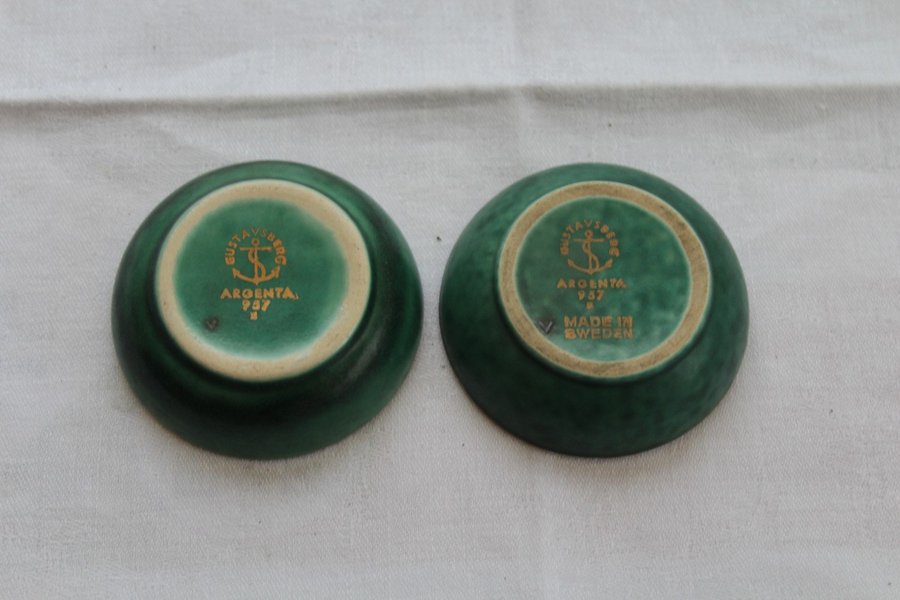 GUSTAVSBERG
ARGENTA
957
GUSTAVSBERG
ARGENTA
957
MADE IN
SWEDEN